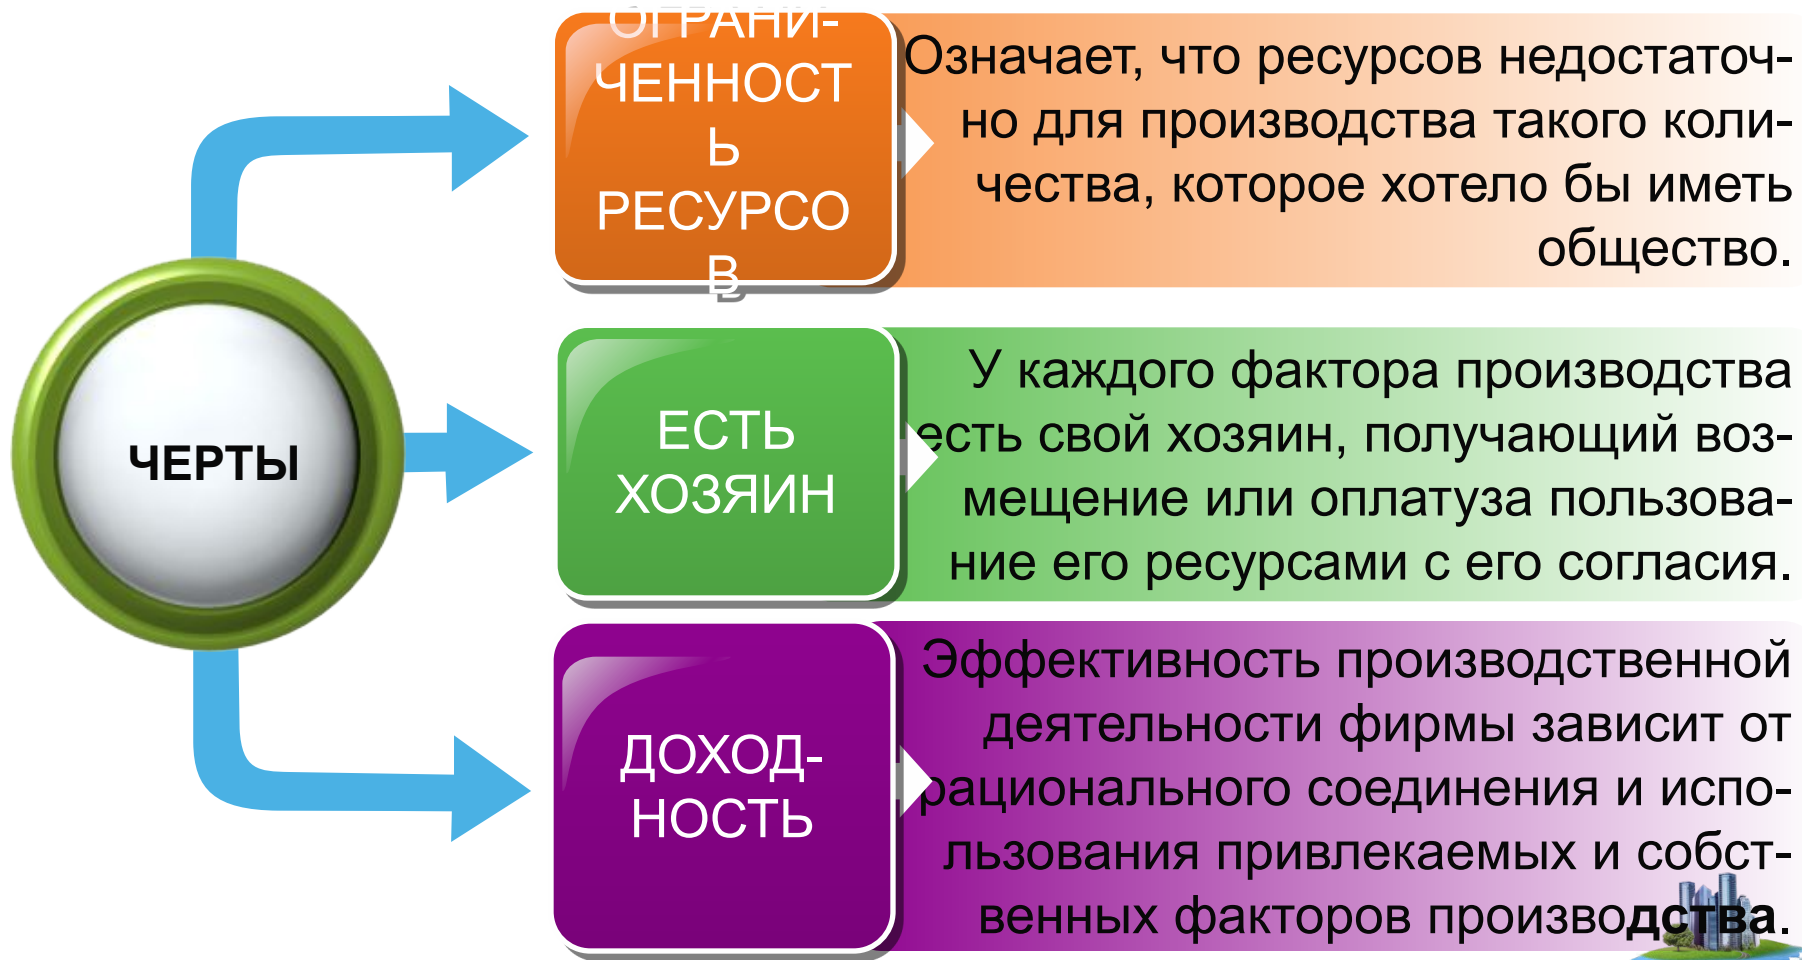 ЧЕРТЫ
ОГРАНИ-
ЧЕННОСТ
Ь
РЕСУРСО
В
Означает, что ресурсов недостаточ-
но для производства такого коли-
чества, которое хотело бы иметь
общество.
ЕСТЬ
ХОЗЯИН
У каждого фактора производства
есть свой хозяин, получающий воз-
мещение или оплатуза пользова-
ние его ресурсами с его согласия.
ДОХОД-
НОСТЬ
Эффективность производственной
деятельности фирмы зависит от
рационального соединения и испо-
льзования привлекаемых и собст-
венных факторов производства.